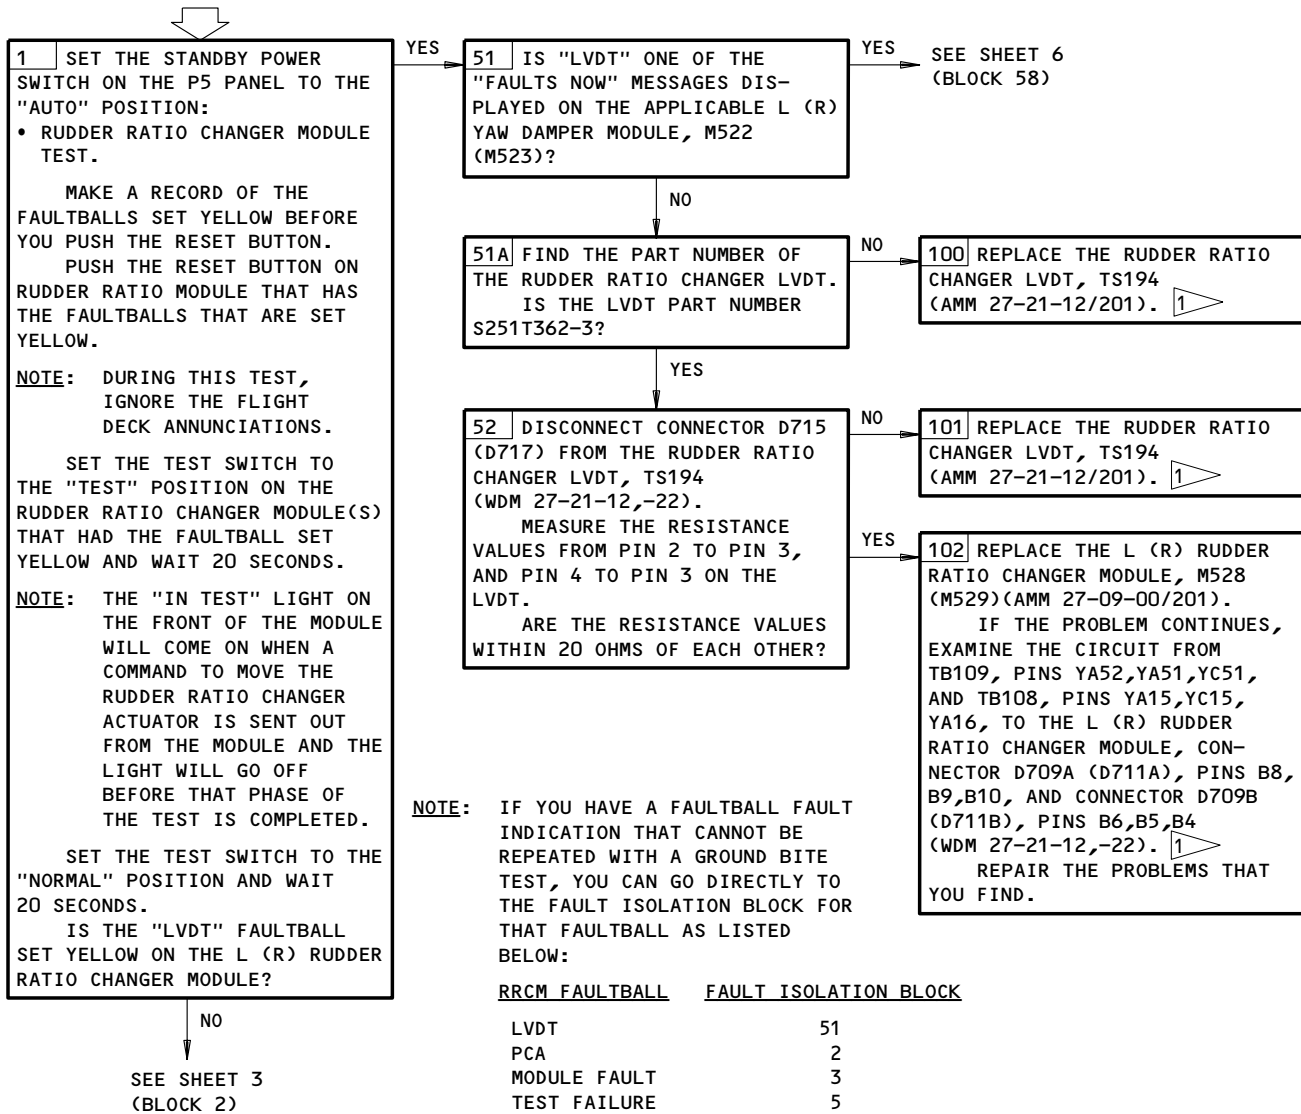 1 SET THE STANDBY POWER
SWITCH ON THE P5 PANEL TO THE
"AUTO" POSITION:
• RUDDER RATIO CHANGER MODULE
TEST.
MAKE A RECORD OF THE
FAULTBALLS SET YELLOW BEFORE
YOU PUSH THE RESET BUTTON.
PUSH THE RESET BUTTON ON
RUDDER RATIO MODULE THAT HAS
THE FAULTBALLS THAT ARE SET
YELLOW.
NOTE: DURING THIS TEST,
IGNORE THE FLIGHT
DECK ANNUNCIATIONS.
SET THE TEST SWITCH TO
THE "TEST" POSITION ON THE
RUDDER RATIO CHANGER MODULE(S)
THAT HAD THE FAULTBALL SET
YELLOW AND WAIT 20 SECONDS.
NOTE: THE "IN TEST" LIGHT ON
THE FRONT OF THE MODULE
WILL COME ON WHEN A
COMMAND TO MOVE THE
RUDDER RATIO CHANGER
ACTUATOR IS SENT OUT
FROM THE MODULE AND THE
LIGHT WILL GO OFF
BEFORE THAT PHASE OF
THE TEST IS COMPLETED.
SET THE TEST SWITCH TO THE
"NORMAL" POSITION AND WAIT
20 SECONDS.
IS THE "LVDT" FAULTBALL
SET YELLOW ON THE L (R) RUDDER
RATIO CHANGER MODULE?
NO
SEE SHEET 3
(BLOCK 2)
YES
51 IS "LVDT" ONE OF THE
"FAULTS NOW" MESSAGES DIS-
PLAYED ON THE APPLICABLE L (R)
YAW DAMPER MODULE, M522
(M523)?
YES
SEE SHEET 6
(BLOCK 58)
NO
51A FIND THE PART NUMBER OF
THE RUDDER RATIO CHANGER LVDT.
IS THE LVDT PART NUMBER
S251T362-3?
NO
100 REPLACE THE RUDDER RATIO
CHANGER LVDT, TS194
(AMM 27-21-12/201). 1
YES
52 DISCONNECT CONNECTOR D715
(D717) FROM THE RUDDER RATIO
CHANGER LVDT, TS194
(WDM 27-21-12,-22).
MEASURE THE RESISTANCE
VALUES FROM PIN 2 TO PIN 3,
AND PIN 4 TO PIN 3 ON THE
LVDT.
ARE THE RESISTANCE VALUES
WITHIN 20 OHMS OF EACH OTHER?
NO
101 REPLACE THE RUDDER RATIO
CHANGER LVDT, TS194
(AMM 27-21-12/201). 1
YES
102 REPLACE THE L (R) RUDDER
RATIO CHANGER MODULE, M528
(M529)(AMM 27-09-00/201).
IF THE PROBLEM CONTINUES,
EXAMINE THE CIRCUIT FROM
TB109, PINS YA52,YA51,YC51,
AND TB108, PINS YA15,YC15,
YA16, TO THE L (R) RUDDER
RATIO CHANGER MODULE, CON-
NECTOR D709A (D711A), PINS B8,
B9,B10, AND CONNECTOR D709B
(D711B), PINS B6,B5,B4
(WDM 27-21-12,-22). 1
REPAIR THE PROBLEMS THAT
YOU FIND.
NOTE: IF YOU HAVE A FAULTBALL FAULT
INDICATION THAT CANNOT BE
REPEATED WITH A GROUND BITE
TEST, YOU CAN GO DIRECTLY TO
THE FAULT ISOLATION BLOCK FOR
THAT FAULTBALL AS LISTED
BELOW:
RRCM FAULTBALL FAULT ISOLATION BLOCK
LVDT 51
PCA 2
MODULE FAULT 3
TEST FAILURE 5